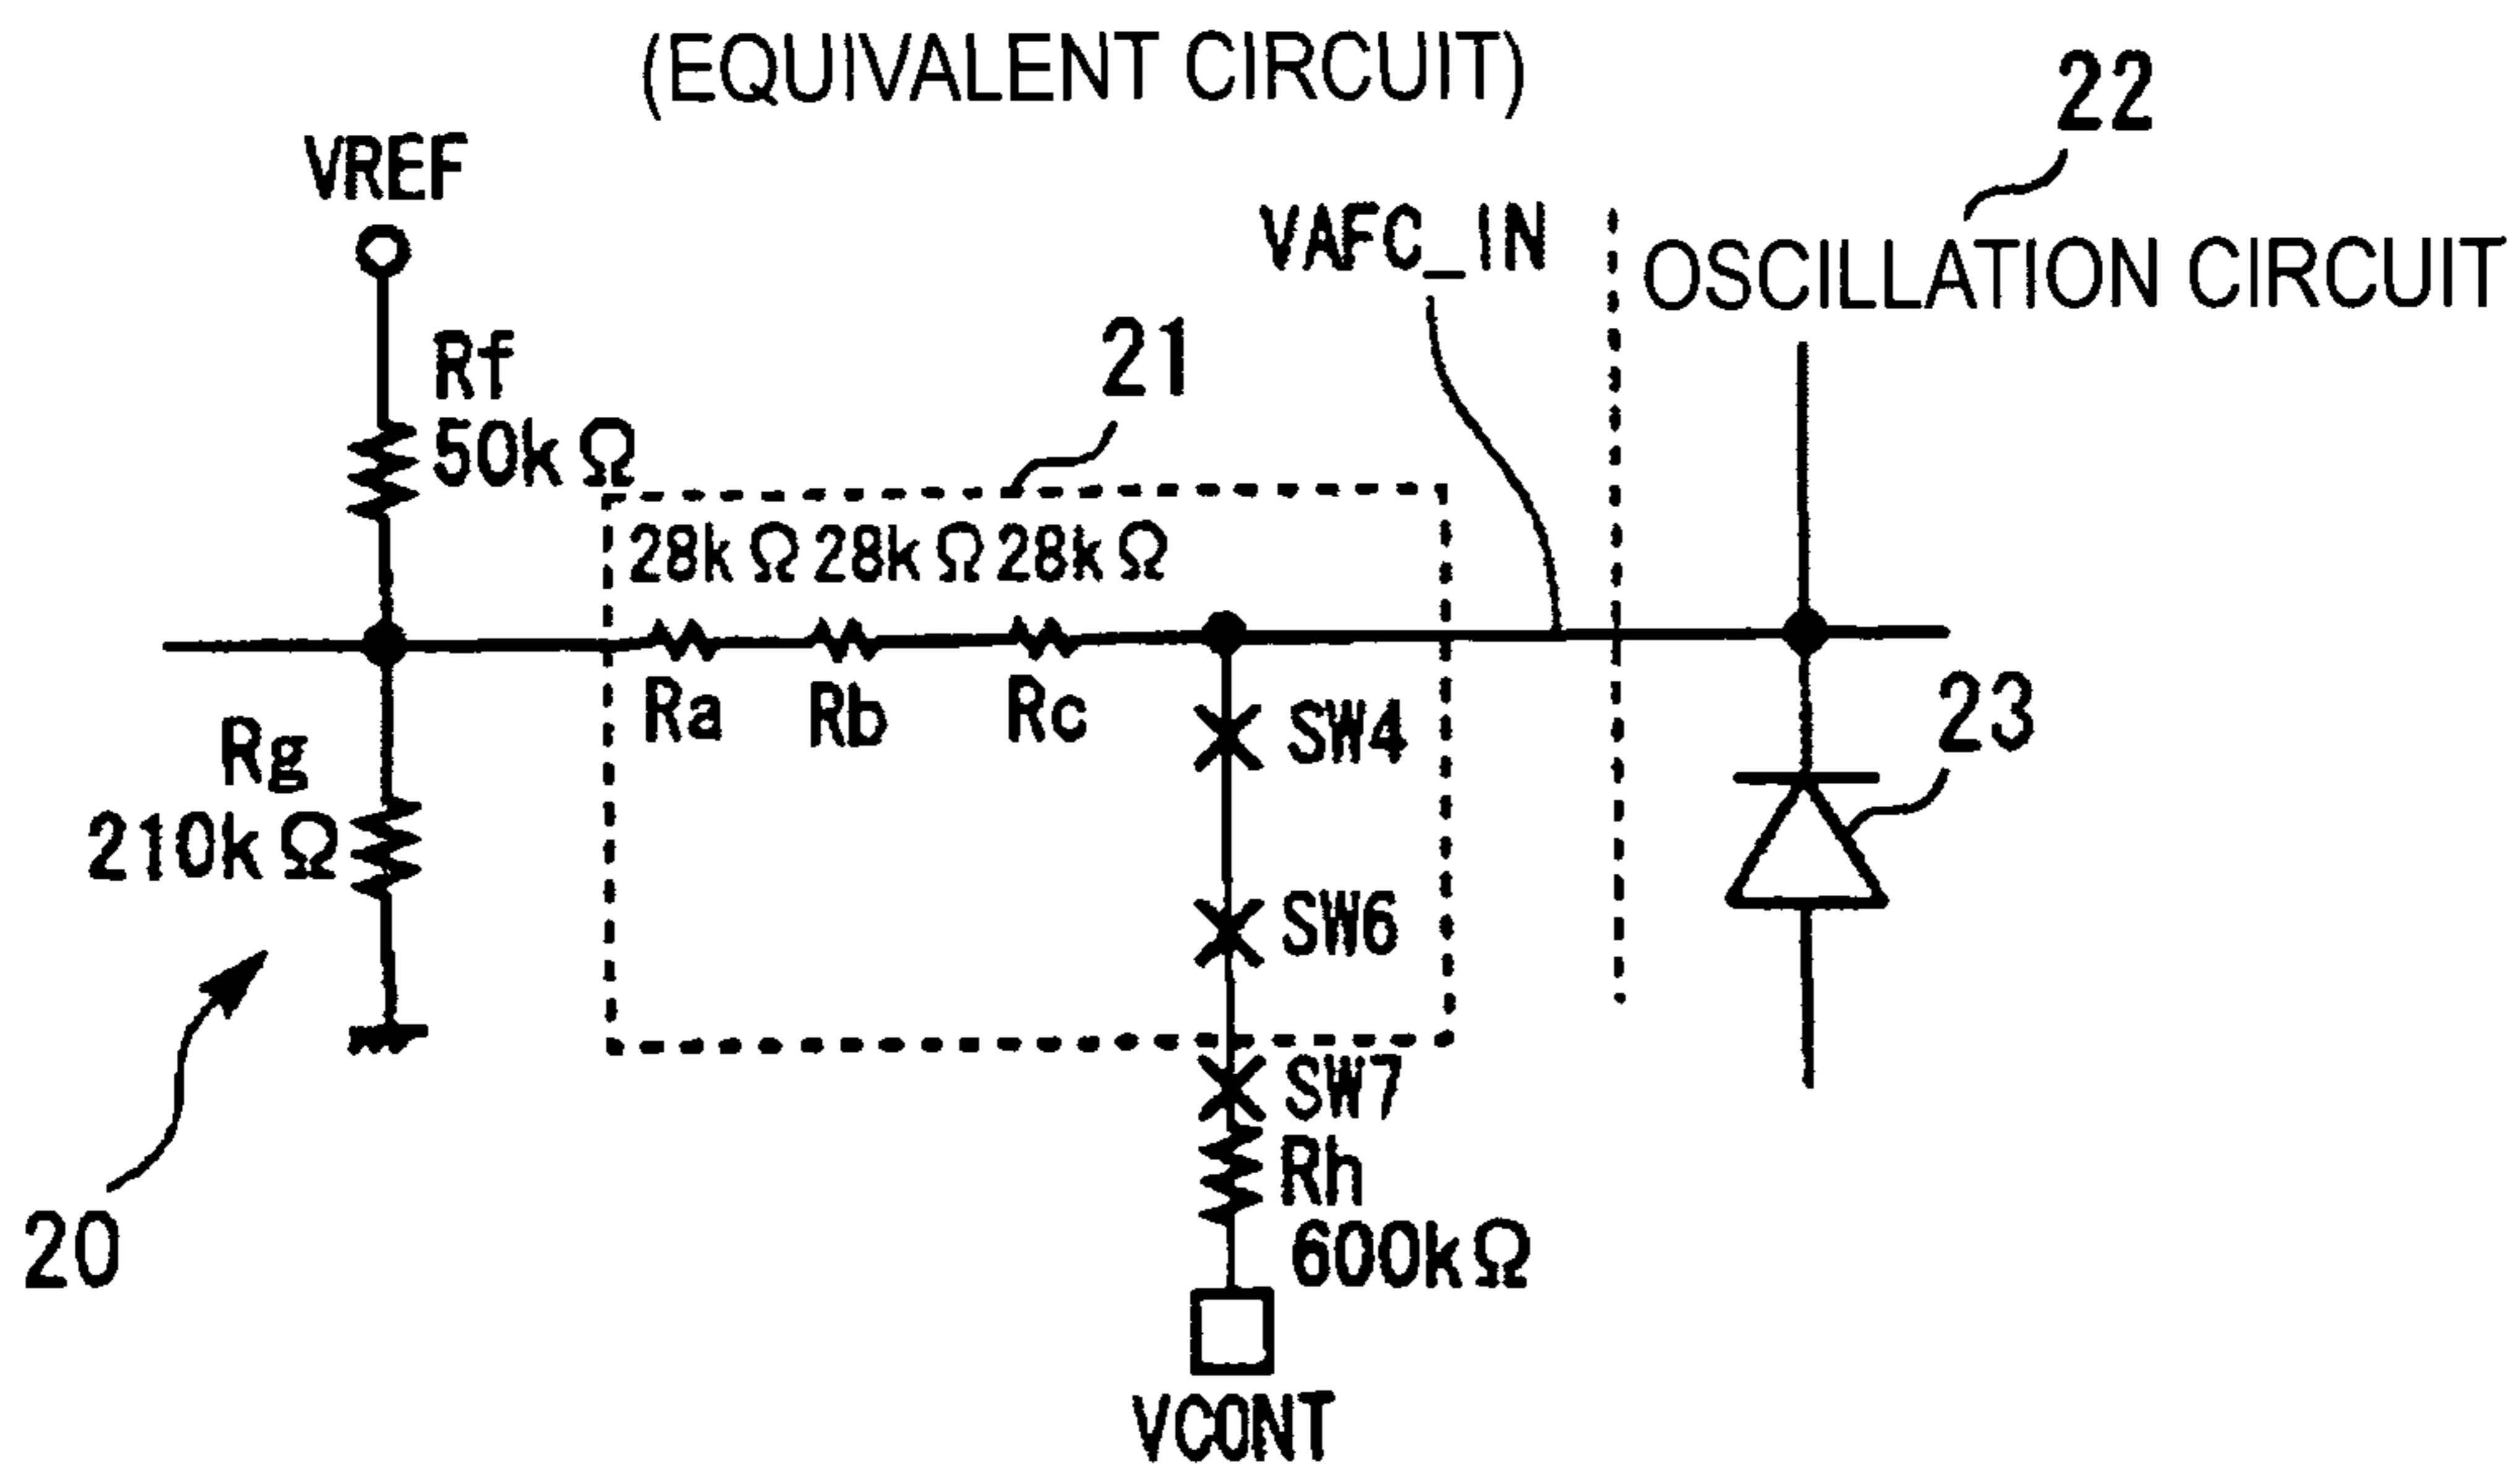 (EQUIVALENT CIRCUIT)
22
VREF
VAFC_IN
OSCILLATION CIRCUIT
21
Rf
50kΩ
28kΩ 28kΩ 28kΩ
Ra Rb Rc
SW4
23
Rg
210kΩ
SW6
SW7
Rh
600kΩ
20
VCONT